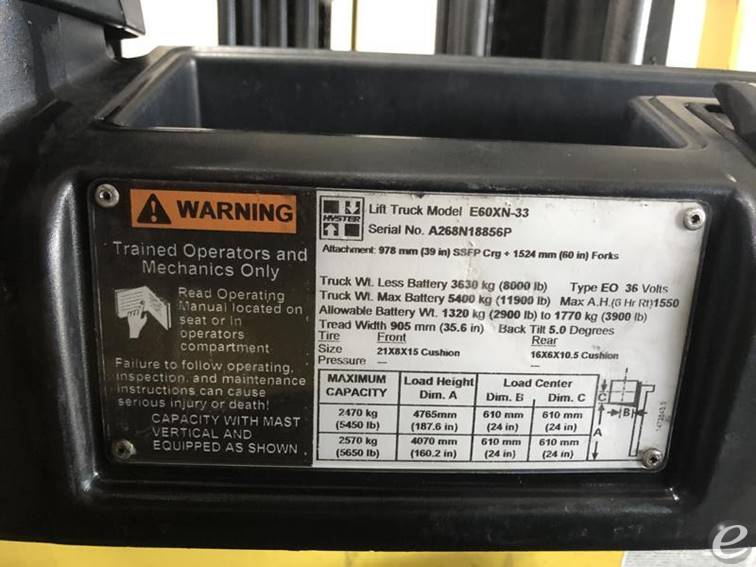 WARNING
Trained Operators and
Mechanics Only
Read Operating
Manual located on
seat or in
operators
compartment
Failure to follow operating,
inspection, and maintenance
instructions can cause
serious injury or death!
CAPACITY WITH MAST
VERTICAL AND
EQUIPPED AS SHOWN
HYSTER
Lift Truck Model E60XN-33
Serial No. A268N18856P
Attachment: 978 mm (39 in) SSFP Crg + 1524 mm (60 in) Forks
Truck Wt. Less Battery 3630 kg (8000 lb) Type EO 36 Volts
Truck Wt. Max Battery 5400 kg (11900 lb) Max A.H.(6 Hr Rt)1550
Allowable Battery Wt. 1320 kg (2900 lb) to 1770 kg (3900 lb)
Tread Width 905 mm (35.6 in) Back Tilt 5.0 Degrees
Tire Front Rear
Size 21X8X15 Cushion 16X6X10.5 Cushion
Pressure — —
MAXIMUM CAPACITY Load Height Dim. A Load Center Dim. B Dim. C
2470 kg 4765mm 610 mm 610 mm
(5450 lb) (187.6 in) (24 in) (24 in)
2570 kg 4070 mm 610 mm 610 mm
(5650 lb) (160.2 in) (24 in) (24 in)
C
B
A
e